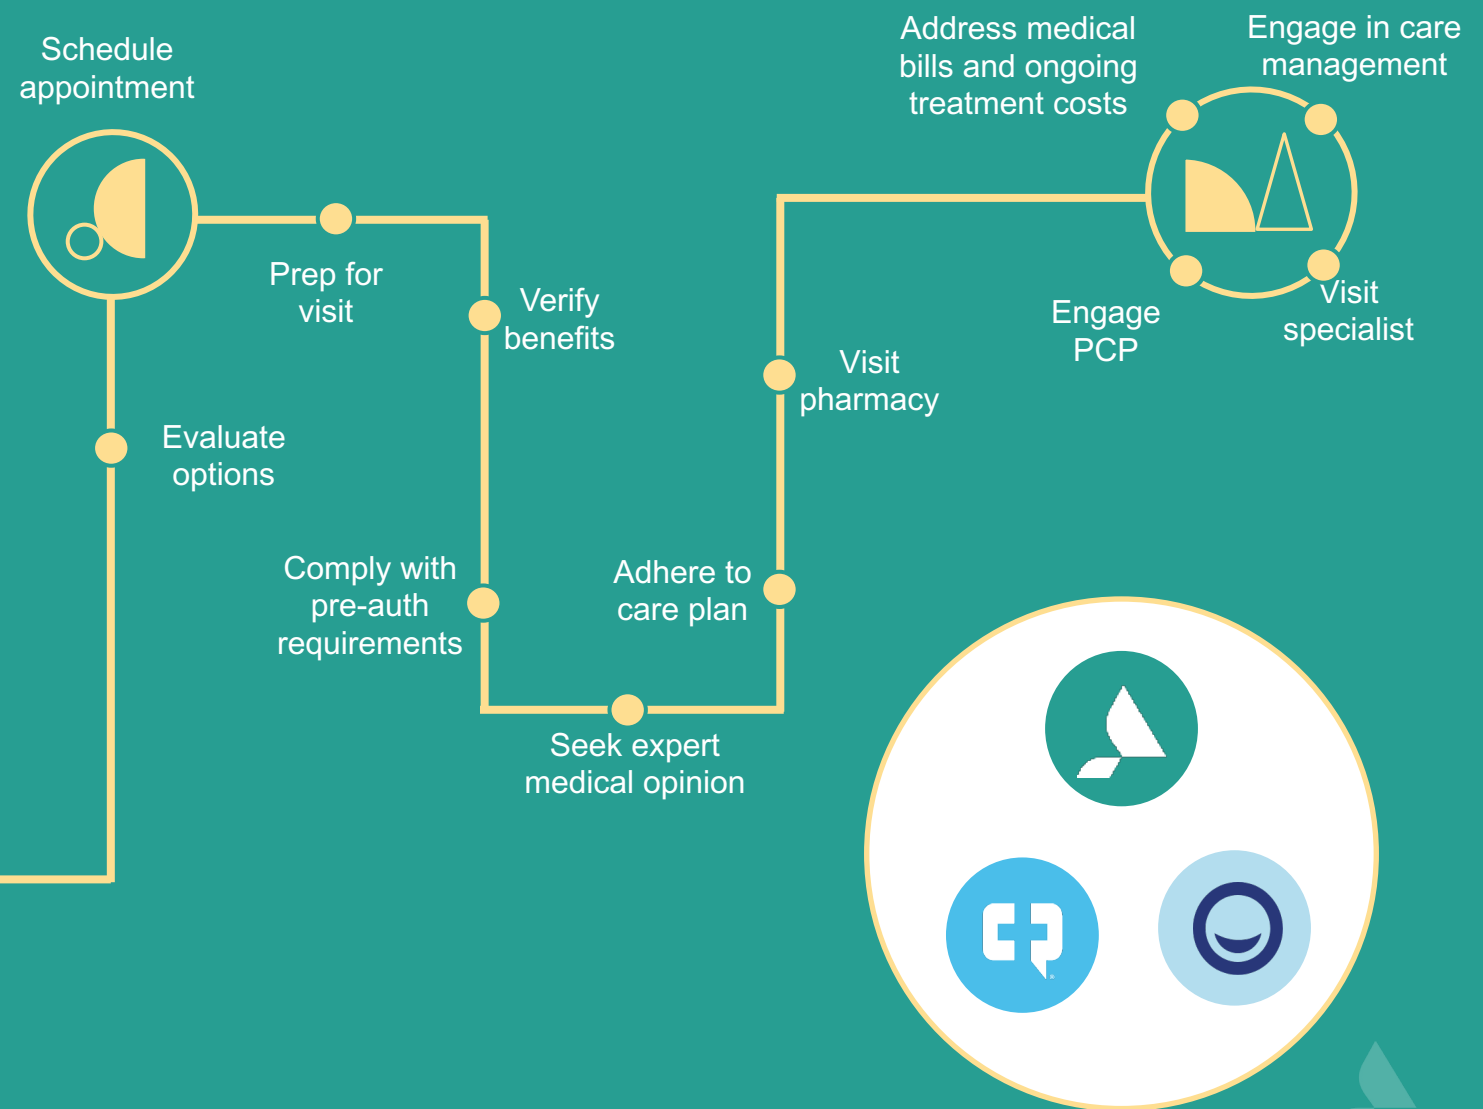 Schedule
appointment
Address medical
bills and ongoing
treatment costs
Engage in care
management
Prep for
visit
Verify
benefits
Engage
PCP
Visit
specialist
Visit
pharmacy
Evaluate
options
Comply with
pre-auth
requirements
Adhere to
care plan
Seek expert
medical opinion